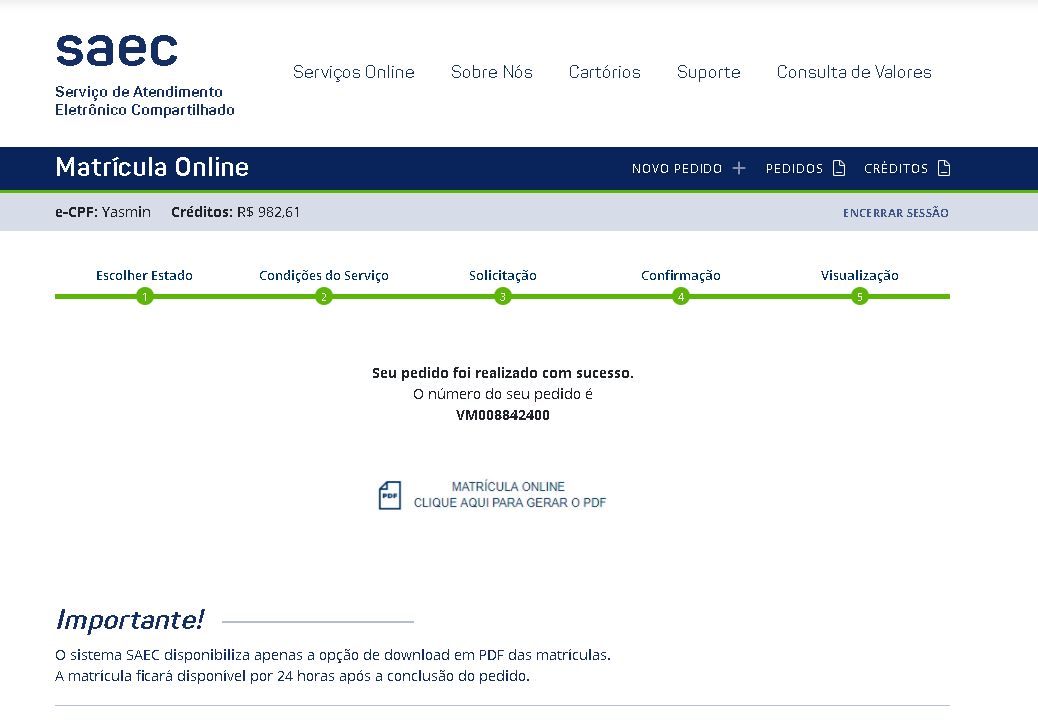 saec
Serviço de Atendimento
Eletrônico Compartilhado
Serviços Online Sobre Nós Cartórios Suporte Consulta de Valores
Matrícula Online
NOVO PEDIDO PEDIDOS CRÉDITOS
e-CPF: Yasmin Créditos: R$ 982,61
ENCERRAR SESSÃO
Escolher Estado Condições do Serviço Solicitação Confirmação Visualização
1 2 3 4 5
Seu pedido foi realizado com sucesso.
O número do seu pedido é
VM008842400
PDF
MATRÍCULA ONLINE
CLIQUE AQUI PARA GERAR O PDF
Importante!
O sistema SAEC disponibiliza apenas a opção de download em PDF das matrículas.
A matrícula ficará disponível por 24 horas após a conclusão do pedido.